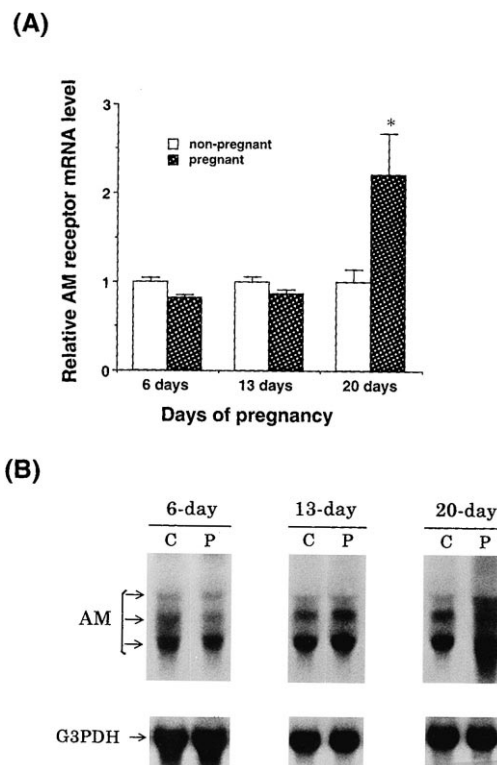 (A)
Relative AM receptor mRNA level
3
2
1
0
non-pregnant
pregnant
*
6 days 13 days 20 days
Days of pregnancy
(B)
6-day 13-day 20-day
C P C P C P
AM
G3PDH